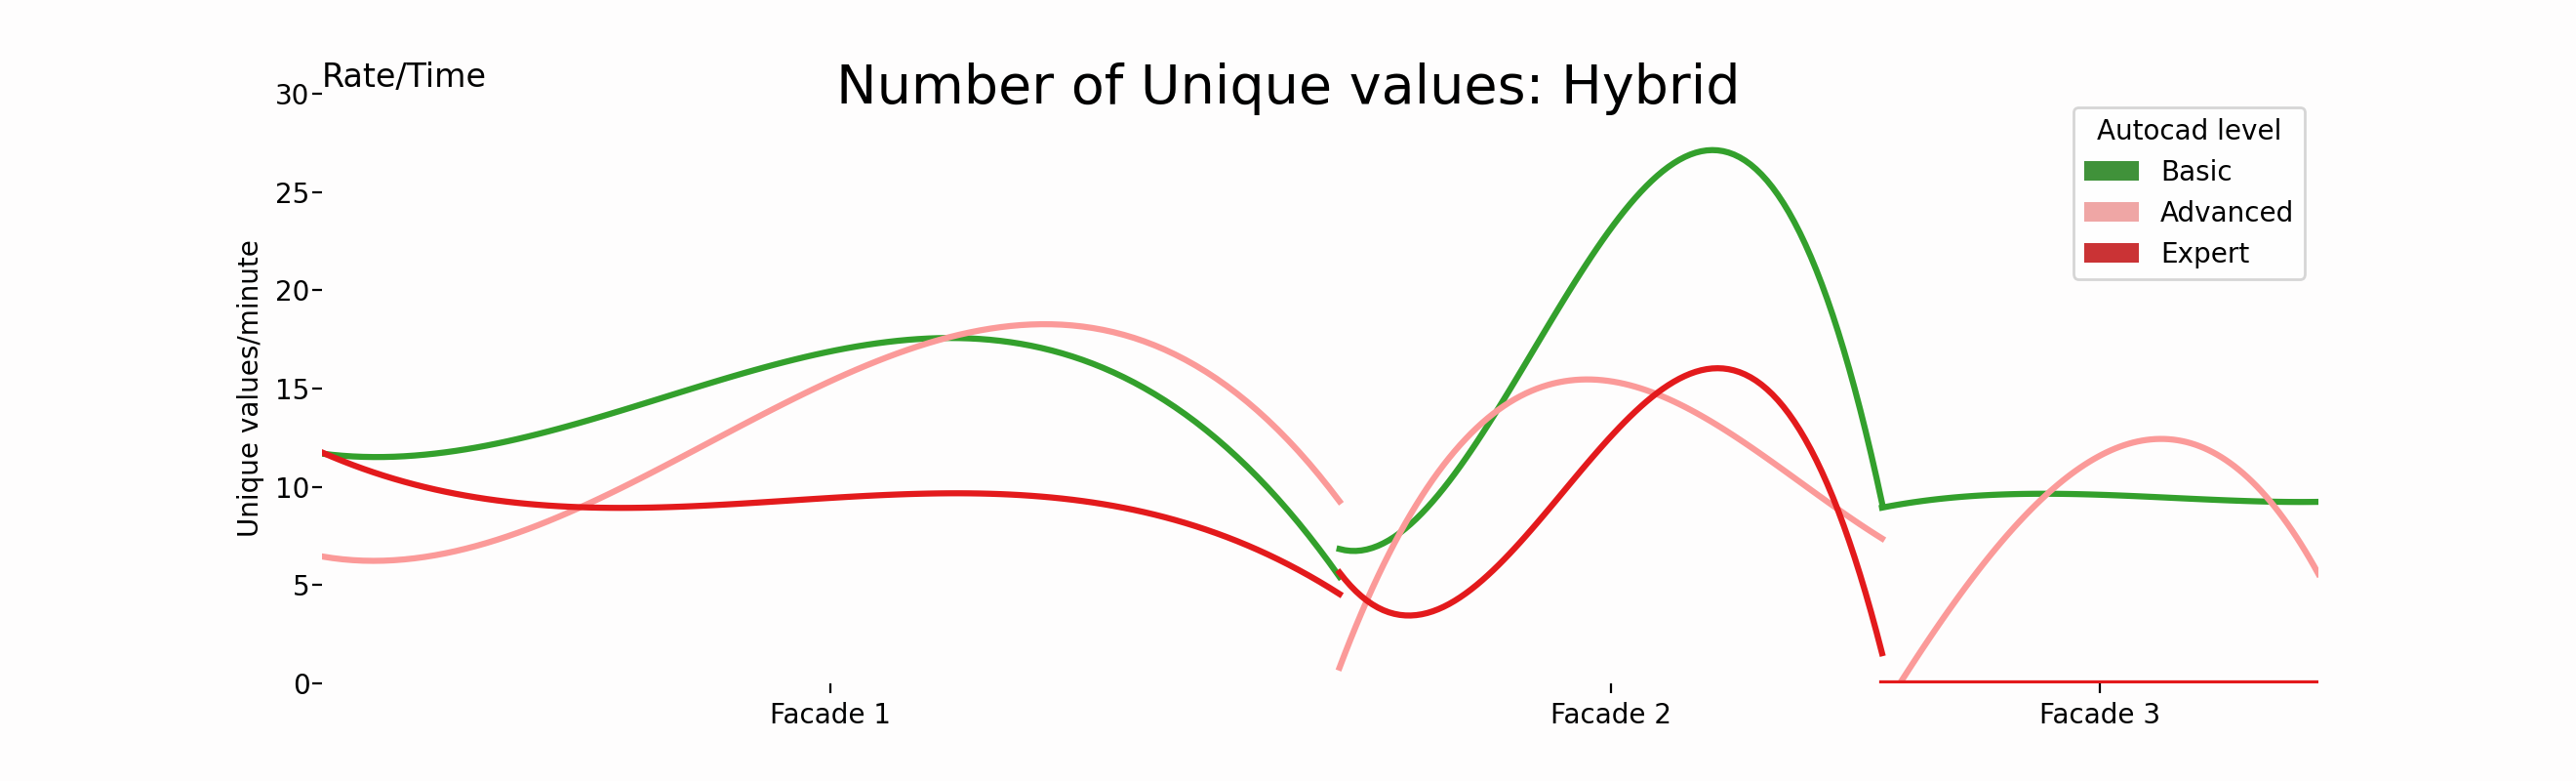 Rate/Time
Number of Unique values: Hybrid
30
25
20
15
10
5
0
Unique values/minute
Autocad level
Basic
Advanced
Expert
Facade 1
Facade 2
Facade 3